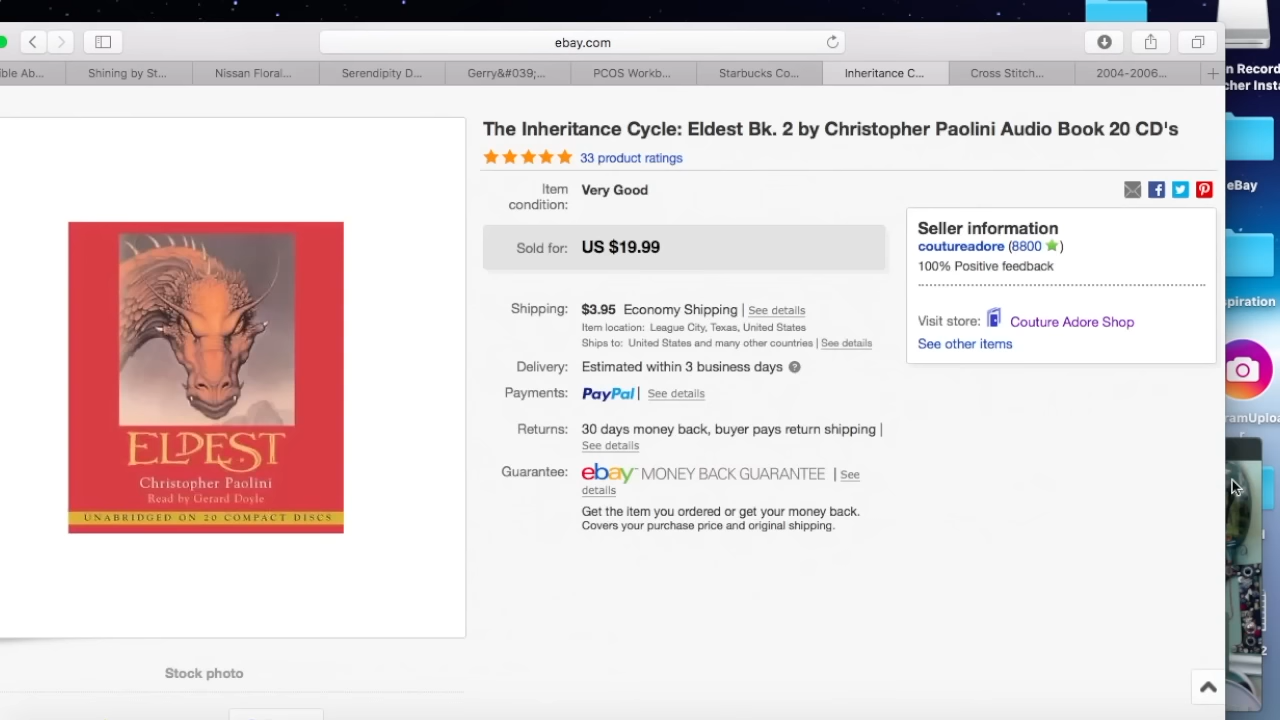 n Record
cher Insta
ebay.com
ible Ab...
Shining by St...
Nissan Floral...
Serendipity D...
Gerry&#039;...
PCOS Workb...
Starbucks Co...
Inheritance C...
Cross Stitch...
2004-2006...
The Inheritance Cycle: Eldest Bk. 2 by Christopher Paolini Audio Book 20 CD's
33 product ratings
Item condition:
Very Good
Sold for:
US $19.99
Shipping:
$3.95 Economy Shipping | See details
Item location: League City, Texas, United States
Ships to: United States and many other countries | See details
Delivery:
Estimated within 3 business days
Payments:
PayPal | See details
Returns:
30 days money back, buyer pays return shipping |
See details
Guarantee:
ebay MONEY BACK GUARANTEE | See
details
Get the item you ordered or get your money back.
Covers your purchase price and original shipping.
Seller information
coutureadore (8800 )
100% Positive feedback
Visit store: Couture Adore Shop
See other items
ELDEST
Christopher Paolini
Read by Gerard Doyle
UNABRIDGED ON 20 COMPACT DISCS
Stock photo
eBay
spiration
ramUploa